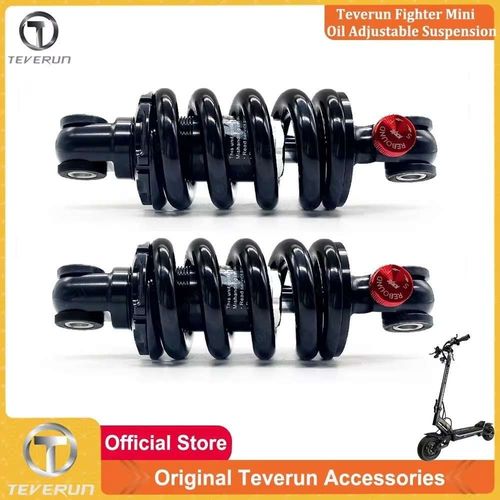 TEVERUN
Teverun Fighter Mini
Oil Adjustable Suspension
REBOUND
S
REBOUND
S
TEVERUN
Official Store
Original Teverun Accessories